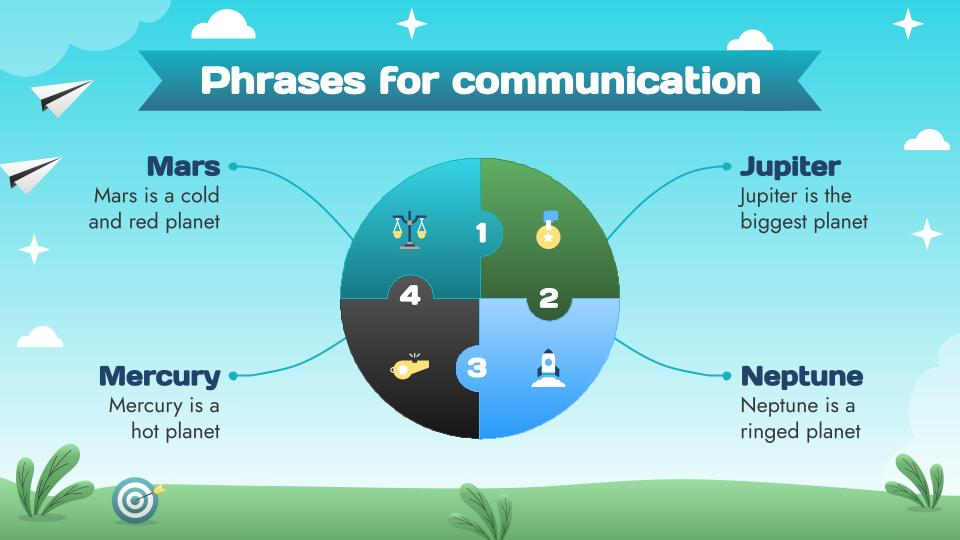 Phrases for communication
Mars
Mars is a cold
and red planet
Jupiter
Jupiter is the
biggest planet
1
4
2
3
Mercury
Mercury is a
hot planet
Neptune
Neptune is a
ringed planet